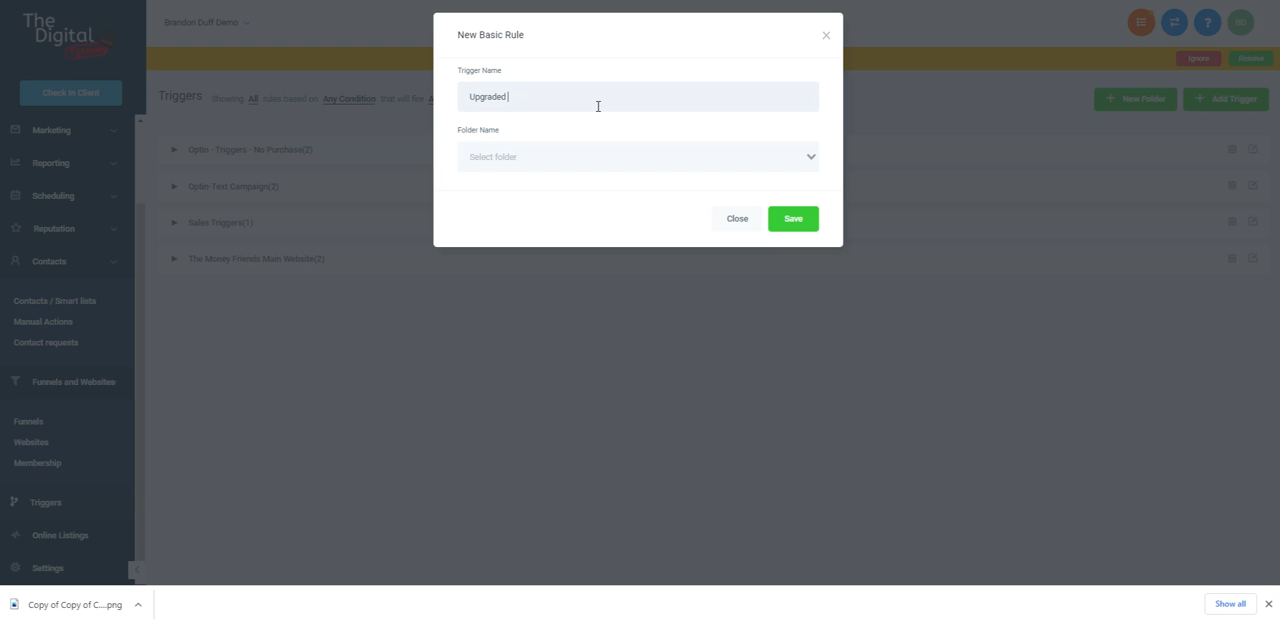 The
Digital
Check In Client
Marketing
Reporting
Scheduling
Reputation
Contacts
Contacts / Smart lists
Manual Actions
Contact requests
Funnels and Websites
Funnels
Websites
Membership
Triggers
Online Listings
Settings
Brandon Duff Demo
ISO
Ignore
Resume
Triggers Showing All rules based on Any Condition that will fire A
+ New Folder
+ Add Trigger
Optin - Triggers - No Purchase(2)
Optin Text Campaign(2)
Sales Triggers(1)
The Money Friends Main Website(2)
New Basic Rule
Trigger Name
Upgraded
Folder Name
Select folder
Close
Save
Copy of Copy of C....png
Show all